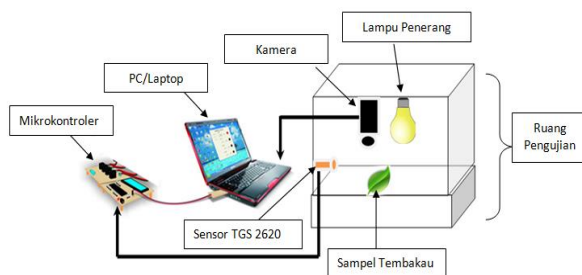 Lampu Penerang
Kamera
PC/Laptop
Mikrokontroler
Ruang
Pengujian
Sensor TGS 2620
Sampel Tembakau